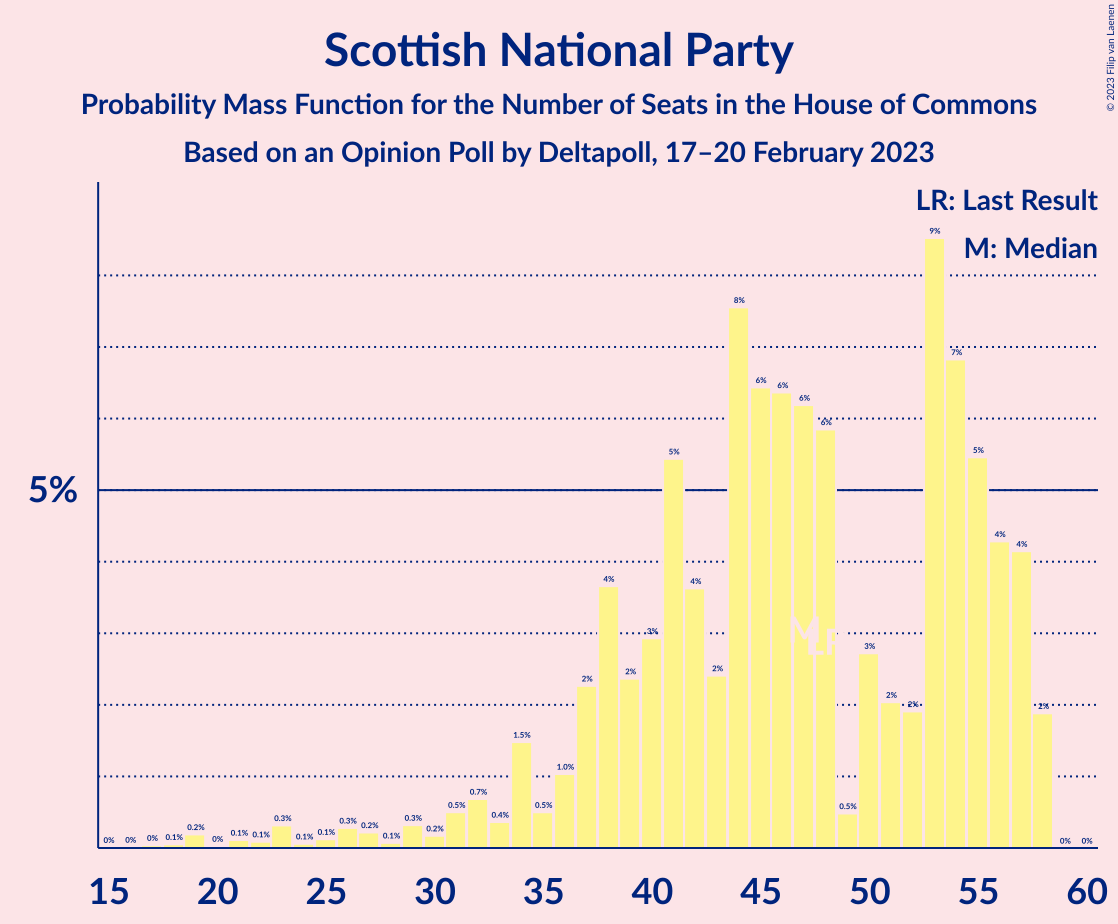 Scottish National Party
Probability Mass Function for the Number of Seats in the House of Commons
Based on an Opinion Poll by Deltapoll, 17–20 February 2023
© 2023 Filip van Laenen
LR: Last Result
M: Median
5%
0% 0% 0% 0.1% 0.2% 0% 0.1% 0.1% 0.3% 0.1% 0.1% 0.3% 0.2% 0.1% 0.3% 0.2% 0.5% 0.7% 0.4% 1.5% 0.5% 1.0% 2% 4% 2% 3% 5% 4% 2% 8% 6% 6% 6% 6% 0.5% 3% 2% 2% 9% 7% 5% 4% 4% 2% 0% 0%
M LR
15 20 25 30 35 40 45 50 55 60